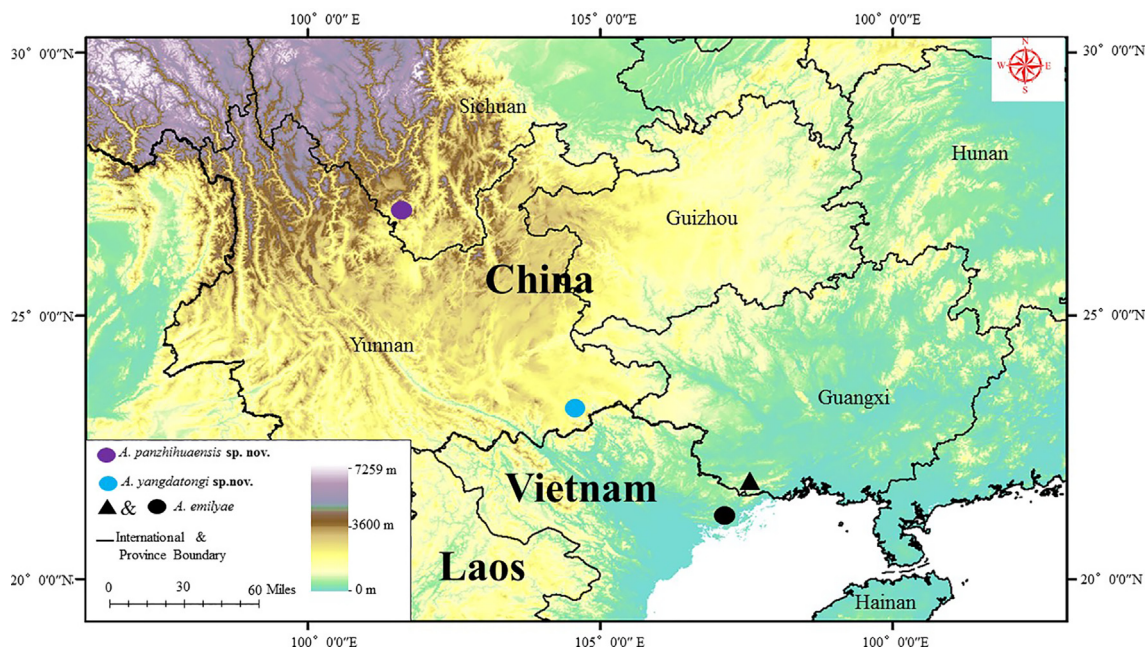 100° 0'0"E
105° 0'0"E
100° 0'0"E
30° 0'0"N
30° 0'0"N
N
W
E
S
Sichuan
Hunan
Guizhou
China
25° 0'0"N
25° 0'0"N
Yunnan
Guangxi
A. panzhihuaensis sp. nov.
7259 m
A. yangdatongi sp.nov.
Vietnam
& A. emilyae
3600 m
International &
Province Boundary
Laos
20° 0'0"N
20° 0'0"N
0 30 60 Miles
0 m
Hainan
100° 0'0"E
105° 0'0"E
100° 0'0"E